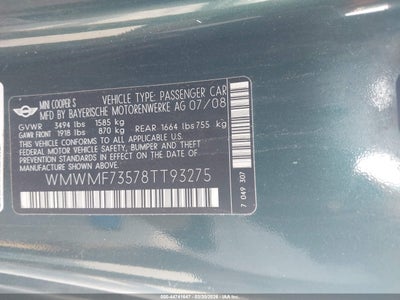 MINI COOPER S VEHICLE TYPE: PASSENGER CAR
MFD BY BAYERISCHE MOTORENWERKE AG 07/08
GVWR 3494 lbs 1585 kg
GAWR FRONT 1918 lbs 870 kg REAR 1664 lbs 755 kg
THIS VEHICLE CONFORMS TO ALL APPLICABLE
FEDERAL MOTOR VEHICLE SAFETY, BUMPER,
AND THEFT PREVENTION STANDARDS IN EFFECT
ON THE DATE OF MANUFACTURE SHOWN ABOVE.
WMWMF73578TT93275
7 049 307